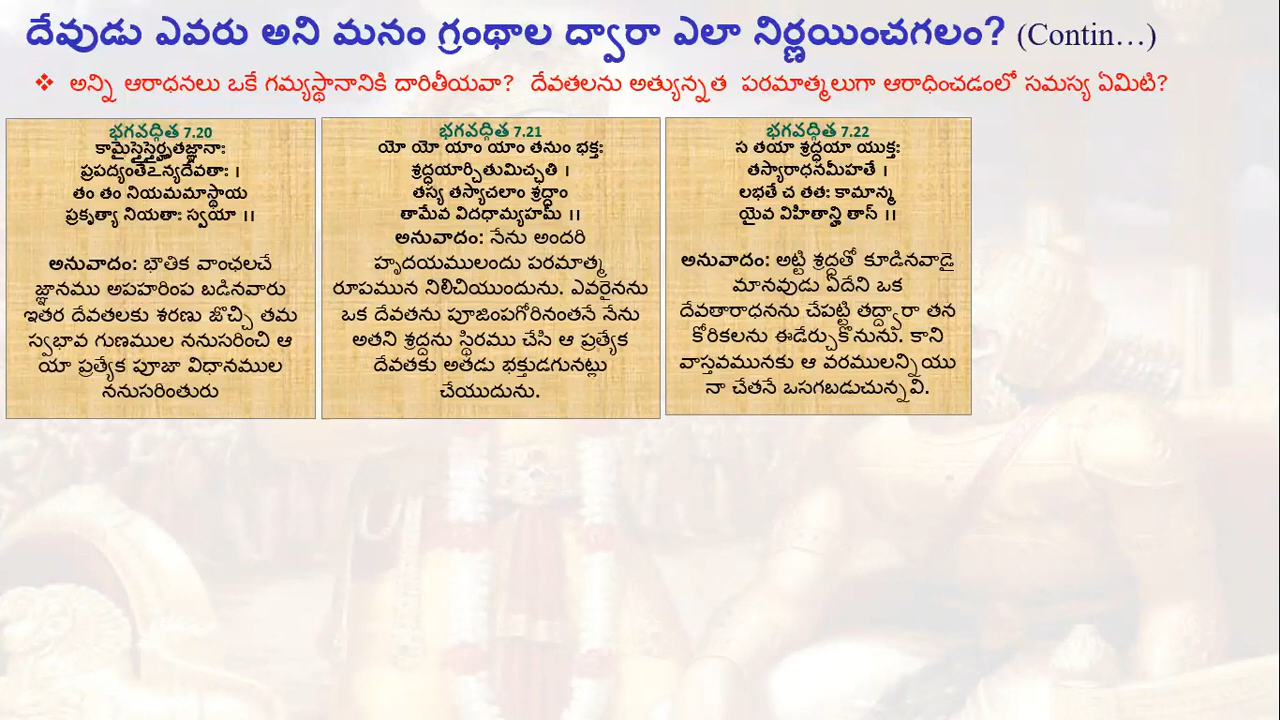 దేవుడు ఎవరు అని మనం గ్రంథాల ద్వారా ఎలా నిర్ణయించగలం? (Contin…)
❖ అన్ని ఆరాధనలు ఒకే గమ్యస్థానానికి దారితీయవా? దేవతలను అత్యున్నత పరమాత్మలుగా ఆరాధించడంలో సమస్య ఏమిటి?
భగవద్గీత 7.20
కామైస్తైస్తైర్హృతజ్ఞానాః
ప్రపద్యంతేఽన్యదేవతాః ।
తం తం నియమమాస్థాయ
ప్రకృత్యా నియతాః స్వయా ।।
అనువాదం: భౌతిక వాంఛలచే
జ్ఞానము అపహరింప బడినవారు
ఇతర దేవతలకు శరణు జొచ్చి తమ
స్వభావ గుణముల ననుసరించి ఆ
యా ప్రత్యేక పూజా విధానముల
ననుసరింతురు
భగవద్గీత 7.21
యో యో యాం యాం తనుం భక్తః
శ్రద్ధయార్చితుమిచ్ఛతి ।
తస్య తస్యాచలాం శ్రద్ధాం
తామేవ విదధామ్యహమ్ ।।
అనువాదం: నేను అందరి
హృదయములందు పరమాత్మ
రూపమున నిలిచియుందును. ఎవరైనను
ఒక దేవతను పూజింపగోరినంతనే నేను
అతని శ్రద్దను స్థిరము చేసి ఆ ప్రత్యేక
దేవతకు అతడు భక్తుడగునట్లు
చేయుదును.
భగవద్గీత 7.22
స తయా శ్రద్ధయా యుక్తః
తస్యారాధనమీహతే ।
లభతే చ తతః కామాన్మ
యైవ విహితాన్హి తాన్ ।।
అనువాదం: అట్టి శ్రద్దతో కూడినవాడై
మానవుడు ఏదేని ఒక
దేవతారాధనను చేపట్టి తద్ద్వారా తన
కోరికలను ఈడేర్చుకొనును. కాని
వాస్తవమునకు ఆ వరములన్నియు
నా చేతనే ఒసగబడుచున్నవి.